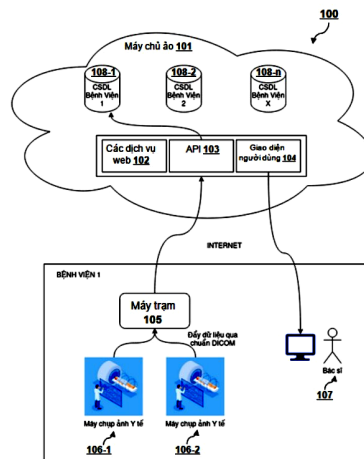 100
Máy chủ ảo 101
108-1
108-2
108-n
CSDL
Bệnh Viện
1
CSDL
Bệnh Viện
2
CSDL
Bệnh Viện
X
Các dịch vụ
web 102
API 103
Giao diện
người dùng 104
INTERNET
BỆNH VIỆN 1
Máy trạm
105
Đẩy dữ liệu qua
chuẩn DICOM
Máy chụp ảnh Y tế
106-1
Máy chụp ảnh Y tế
106-2
Bác sĩ
107